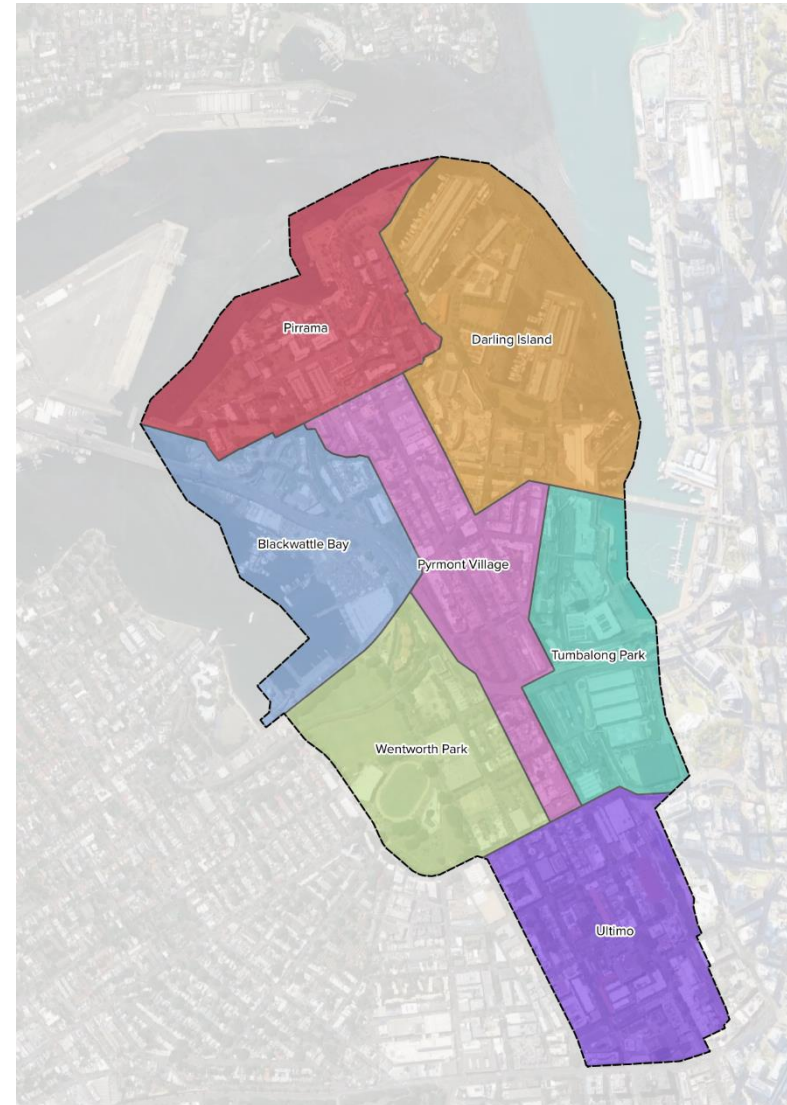 Pirrama
Darling Island
Blackwattle Bay
Pyrmont Village
Tumbalong Park
Wentworth Park
Ultimo